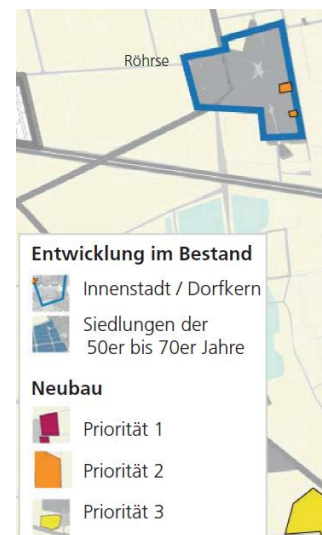 Röhrse
Entwicklung im Bestand
Innenstadt / Dorfkern
Siedlungen der
50er bis 70er Jahre
Neubau
Priorität 1
Priorität 2
Priorität 3